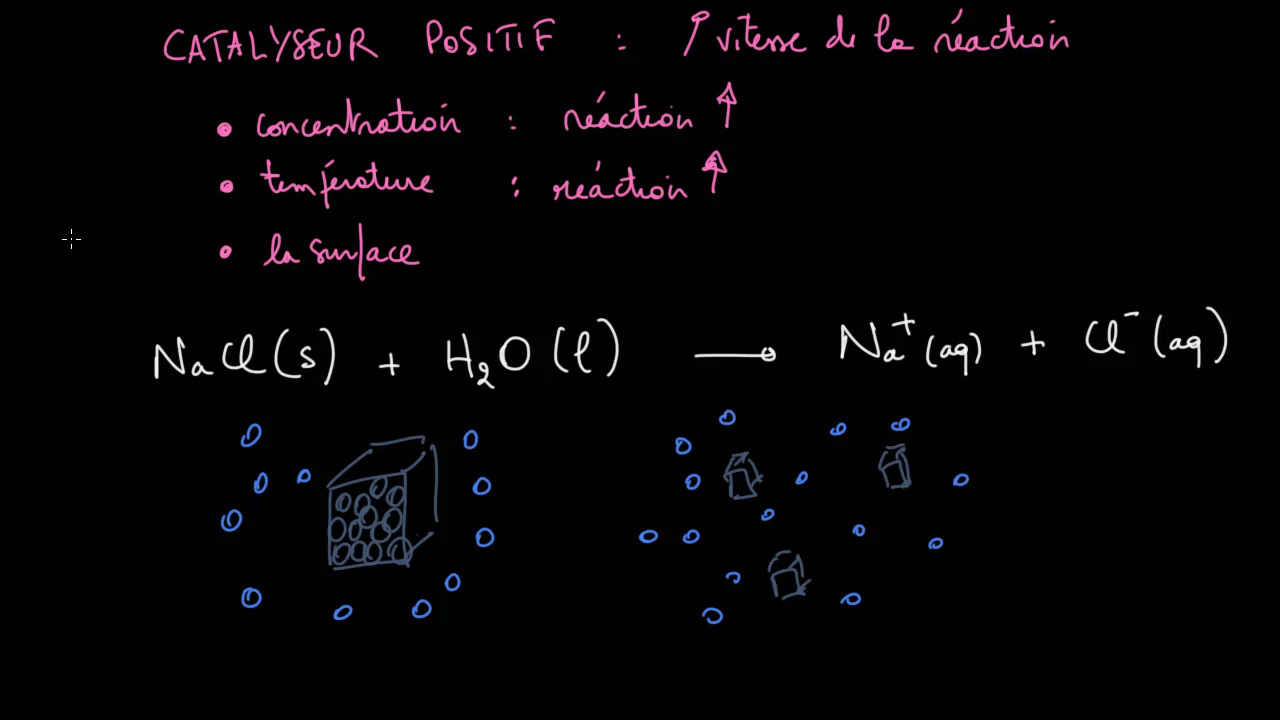 CATALYSEUR POSITIF : ↑ vitesse de la réaction
• concentration : réaction ↑
• température : réaction ↑
• la surface
NaCl(s) + H₂O(l) → Na⁺(aq) + Cl⁻(aq)